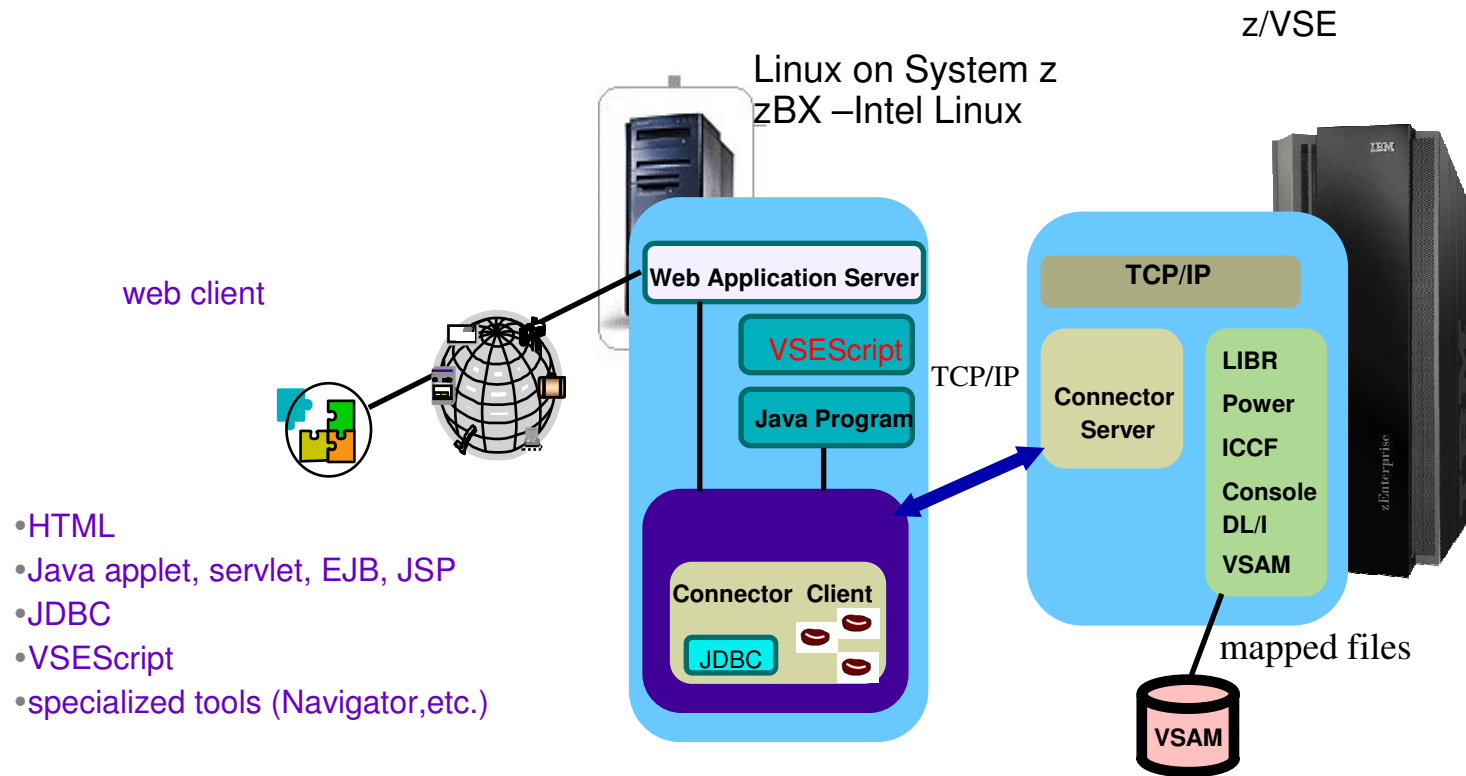 z/VSE
Linux on System z
zBX –Intel Linux
IBM
zEnterprise
web client
Web Application Server
VSEScript
Java Program
TCP/IP
TCP/IP
Connector
Server
LIBR
Power
ICCF
Console
DL/I
VSAM
Connector Client
JDBC
mapped files
VSAM
•HTML
•Java applet, servlet, EJB, JSP
•JDBC
•VSEScript
•specialized tools (Navigator,etc.)